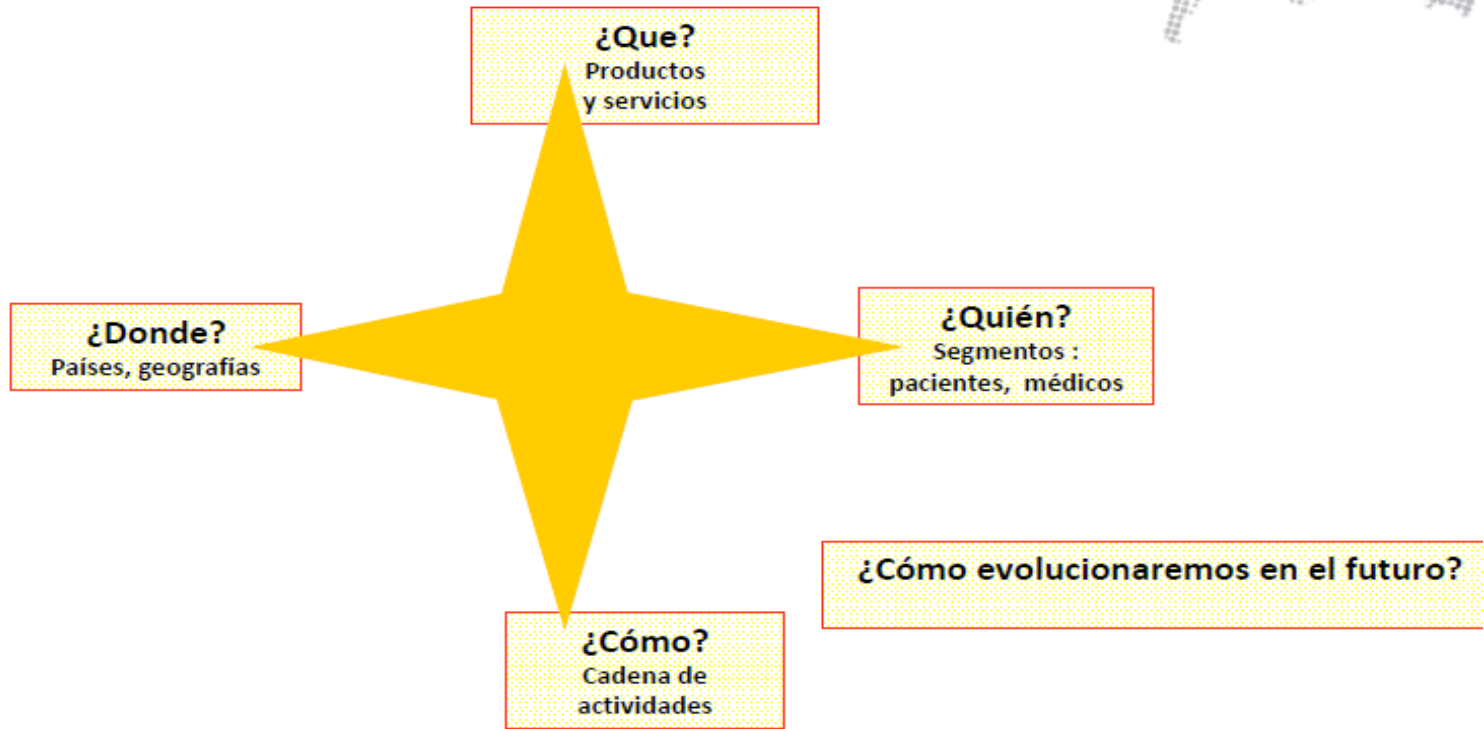 ¿Que?
Productos
y servicios
¿Donde?
Países, geografías
¿Quién?
Segmentos :
pacientes, médicos
¿Cómo evolucionaremos en el futuro?
¿Cómo?
Cadena de
actividades